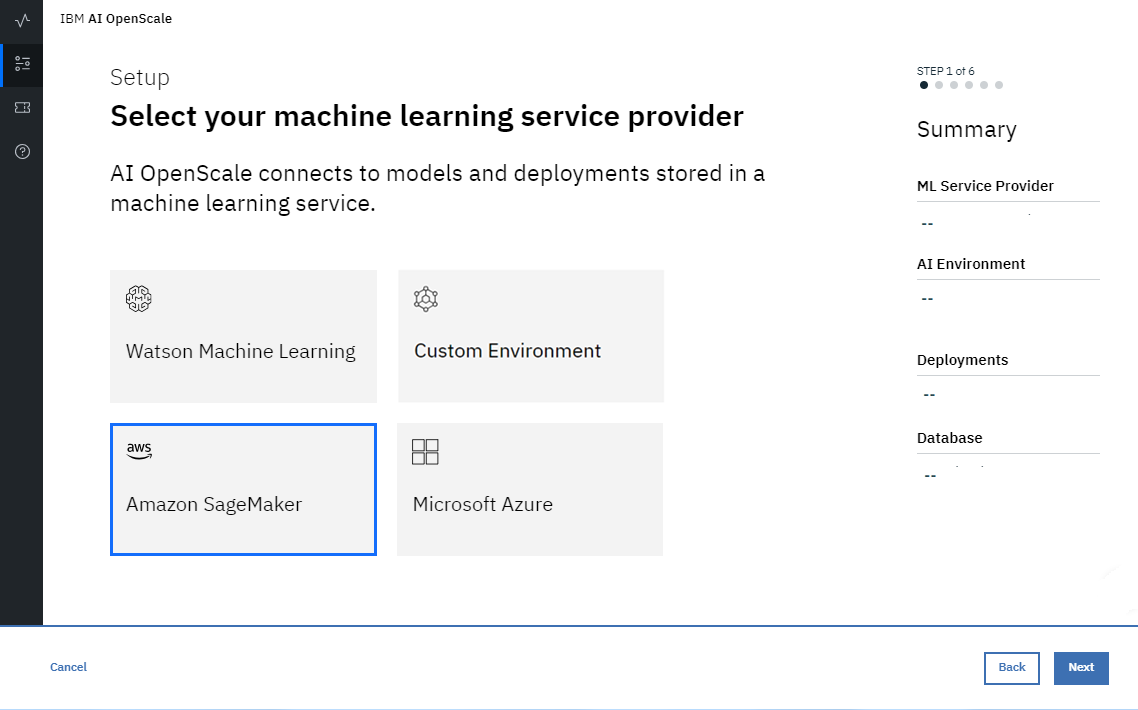 IBM AI OpenScale
Setup
Select your machine learning service provider
AI OpenScale connects to models and deployments stored in a
machine learning service.
Watson Machine Learning
Custom Environment
aws
Amazon SageMaker
Microsoft Azure
STEP 1 of 6
Summary
ML Service Provider
--
AI Environment
--
Deployments
--
Database
--
Cancel
Back
Next